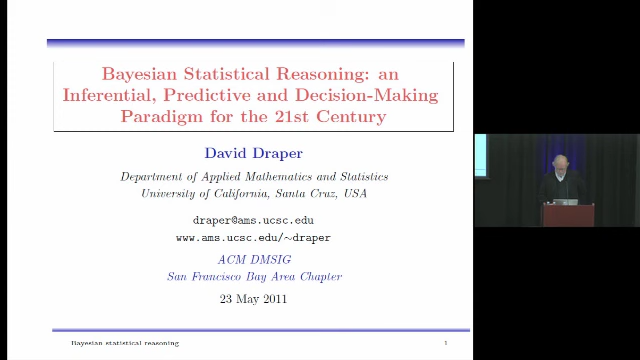 Bayesian Statistical Reasoning: an
Inferential, Predictive and Decision-Making
Paradigm for the 21st Century
David Draper
Department of Applied Mathematics and Statistics
University of California, Santa Cruz, USA
draper@ams.ucsc.edu
www.ams.ucsc.edu/∼draper
ACM DMSIG
San Francisco Bay Area Chapter
23 May 2011
Bayesian statistical reasoning 1